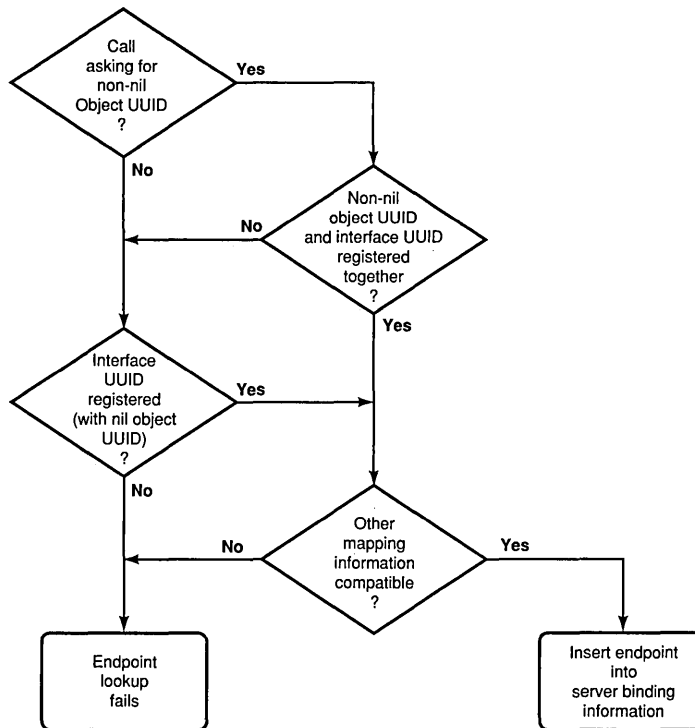 Call
asking for
non-nil
Object UUID
?
Yes
No
Non-nil
object UUID
and interface UUID
registered
together
?
No
Yes
Interface
UUID
registered
(with nil object
UUID)
?
Yes
No
Other
mapping
information
compatible
?
No
Yes
Endpoint
lookup
fails
Insert endpoint
into
server binding
information